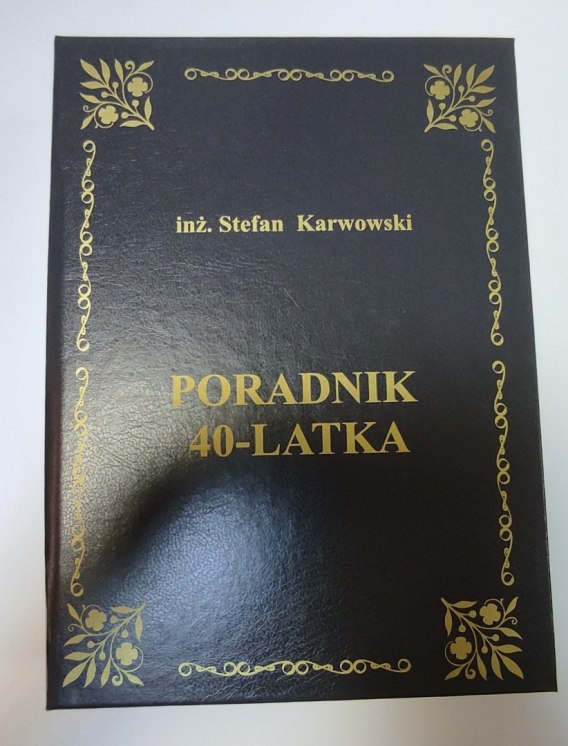 inż. Stefan Karwowski
PORADNIK
40-LATKA